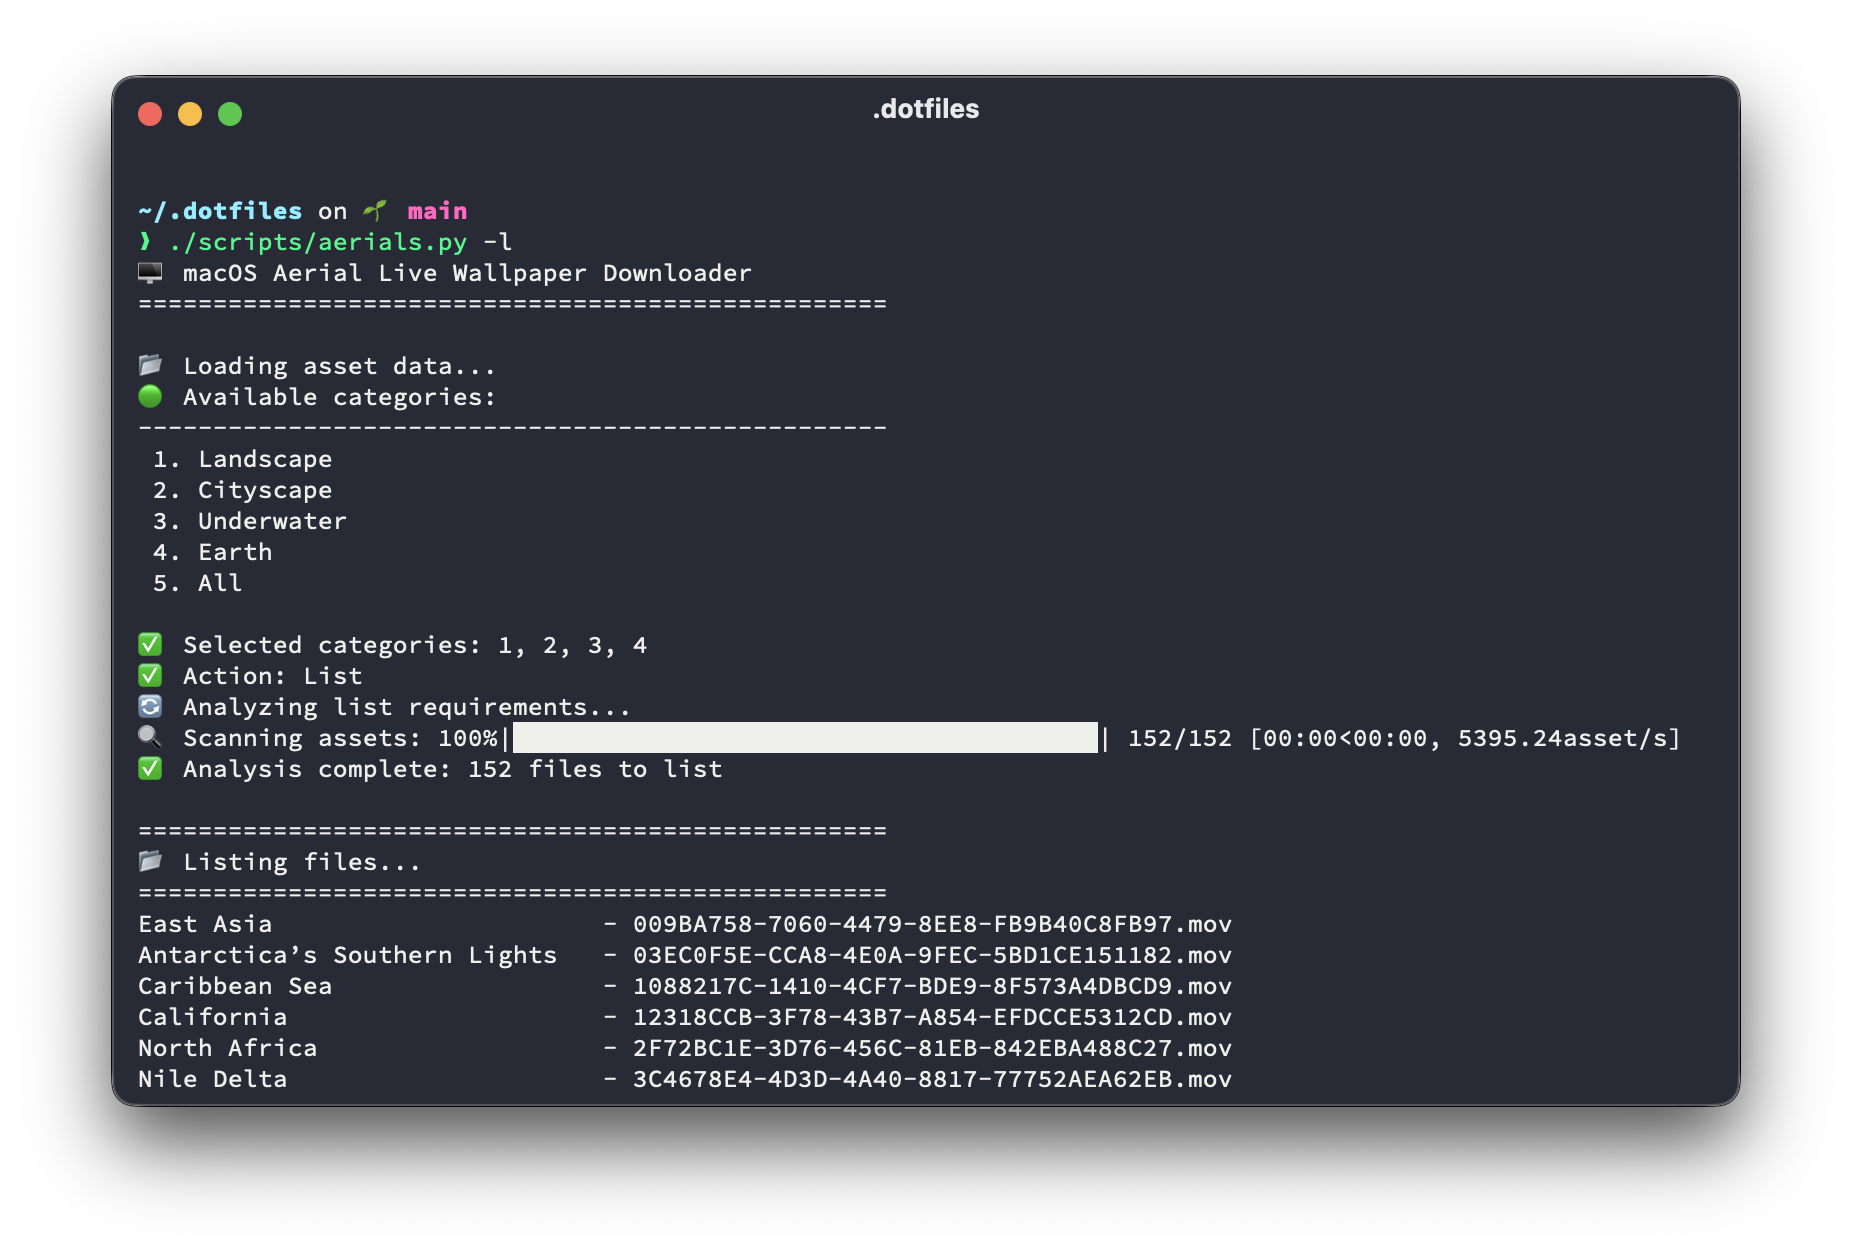 .dotfiles
~/.dotfiles on 🌱 main
❱ ./scripts/aerials.py -l
🖥️ macOS Aerial Live Wallpaper Downloader
==================================================
📂 Loading asset data...
🟢 Available categories:
--------------------------------------------------
1. Landscape
2. Cityscape
3. Underwater
4. Earth
5. All
✅ Selected categories: 1, 2, 3, 4
✅ Action: List
🔄 Analyzing list requirements...
🔍 Scanning assets: 100%|███████████████████████████████████████| 152/152 [00:00<00:00, 5395.24asset/s]
✅ Analysis complete: 152 files to list
==================================================
📂 Listing files...
==================================================
East Asia                      - 009BA758-7060-4479-8EE8-FB9B40C8FB97.mov
Antarctica’s Southern Lights   - 03EC0F5E-CCA8-4E0A-9FEC-5BD1CE151182.mov
Caribbean Sea                  - 1088217C-1410-4CF7-BDE9-8F573A4DBCD9.mov
California                     - 12318CCB-3F78-43B7-A854-EFDCCE5312CD.mov
North Africa                   - 2F72BC1E-3D76-456C-81EB-842EBA488C27.mov
Nile Delta                     - 3C4678E4-4D3D-4A40-8817-77752AEA62EB.mov